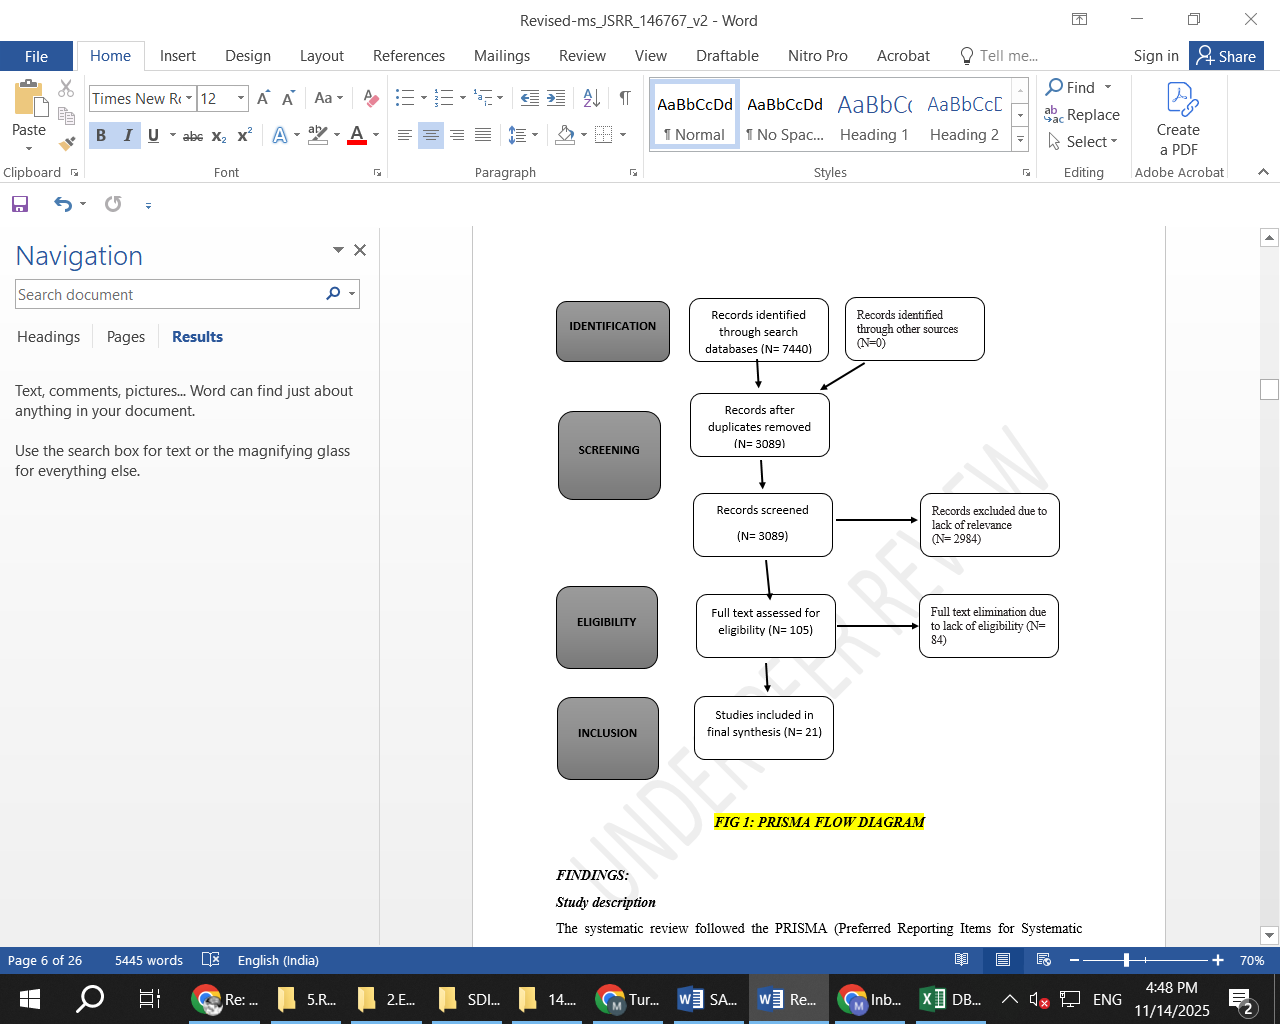 Revised-ms_JSRR_146767_v2 - Word
File Home Insert Design Layout References Mailings Review View Draftable Nitro Pro Acrobat Tell me... Sign in Share
Paste
Clipboard
Times New Ro 12
Aa
B I U abc x₂ x² A ab A
Font
Paragraph
AaBbCcDd AaBbCcDd AaBbCc AaBbCcD
¶ Normal ¶ No Spac... Heading 1 Heading 2
Styles
Find
Replace
Select
Editing
Create
a PDF
Adobe Acrobat
Navigation
Search document
Headings Pages Results
Text, comments, pictures... Word can find just about
anything in your document.
Use the search box for text or the magnifying glass
for everything else.
IDENTIFICATION
Records identified
through search
databases (N= 7440)
Records identified
through other sources
(N=0)
SCREENING
Records after
duplicates removed
(N= 3089)
Records screened
(N= 3089)
Records excluded due to
lack of relevance
(N= 2984)
ELIGIBILITY
Full text assessed for
eligibility (N= 105)
Full text elimination due
to lack of eligibility (N=
84)
INCLUSION
Studies included in
final synthesis (N= 21)
UNDER PEER REVIEW
FIG 1: PRISMA FLOW DIAGRAM
FINDINGS:
Study description
The systematic review followed the PRISMA (Preferred Reporting Items for Systematic
Page 6 of 26 5445 words English (India) 70%
Re: ... 5.R... 2.E... SDI... 14.... Tur... SA... Re... Inb... DB... ENG
4:48 PM
11/14/2025
2